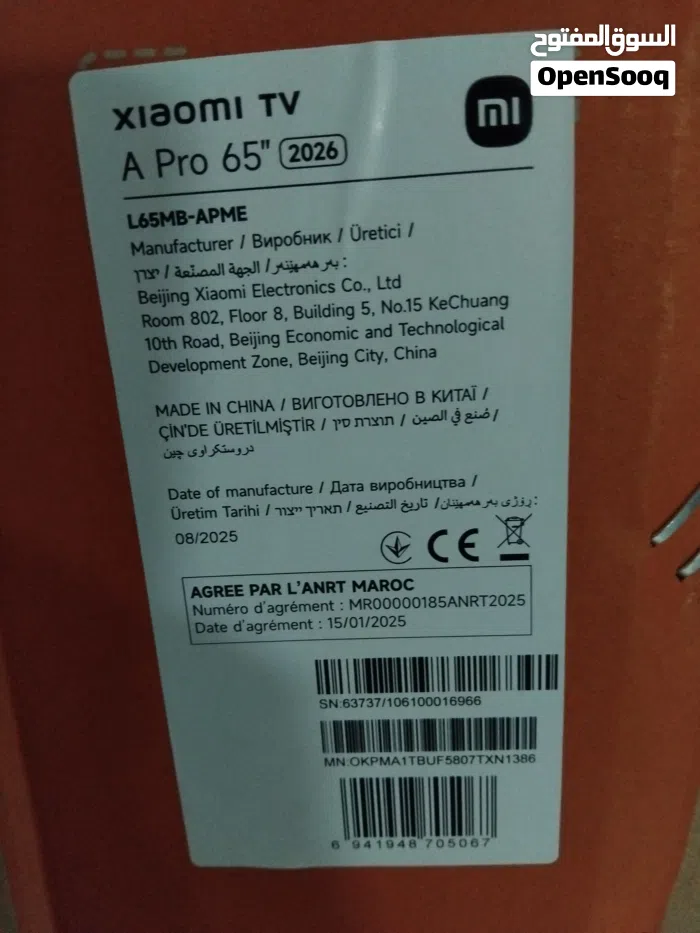 السوق المفتوح
OpenSooq
xiaomi TV
mi
A Pro 65" 2026
L65MB-APME
Manufacturer / Виробник / Üretici /
بەرهەمهێنەر / الجهة المصنّعة / יצרן :
Beijing Xiaomi Electronics Co., Ltd
Room 802, Floor 8, Building 5, No.15 KeChuang
10th Road, Beijing Economic and Technological
Development Zone, Beijing City, China
MADE IN CHINA / ВИГОТОВЛЕНО В КИТАЇ /
ÇİN'DE ÜRETİLMİŞTİR / תוצרת סין / صُنع في الصين /
دروستکراوی چین
Date of manufacture / Дата виробництва /
Üretim Tarihi / תאריך ייצור / تاريخ التصنيع / ڕۆژی بەرهەمهێنان :
08/2025
CE
AGREE PAR L'ANRT MAROC
Numéro d'agrément : MR00000185ANRT2025
Date d'agrément : 15/01/2025
SN:63737/106100016966
MN:OKPMA1TBUF5807TXN1386
6 941948 705067